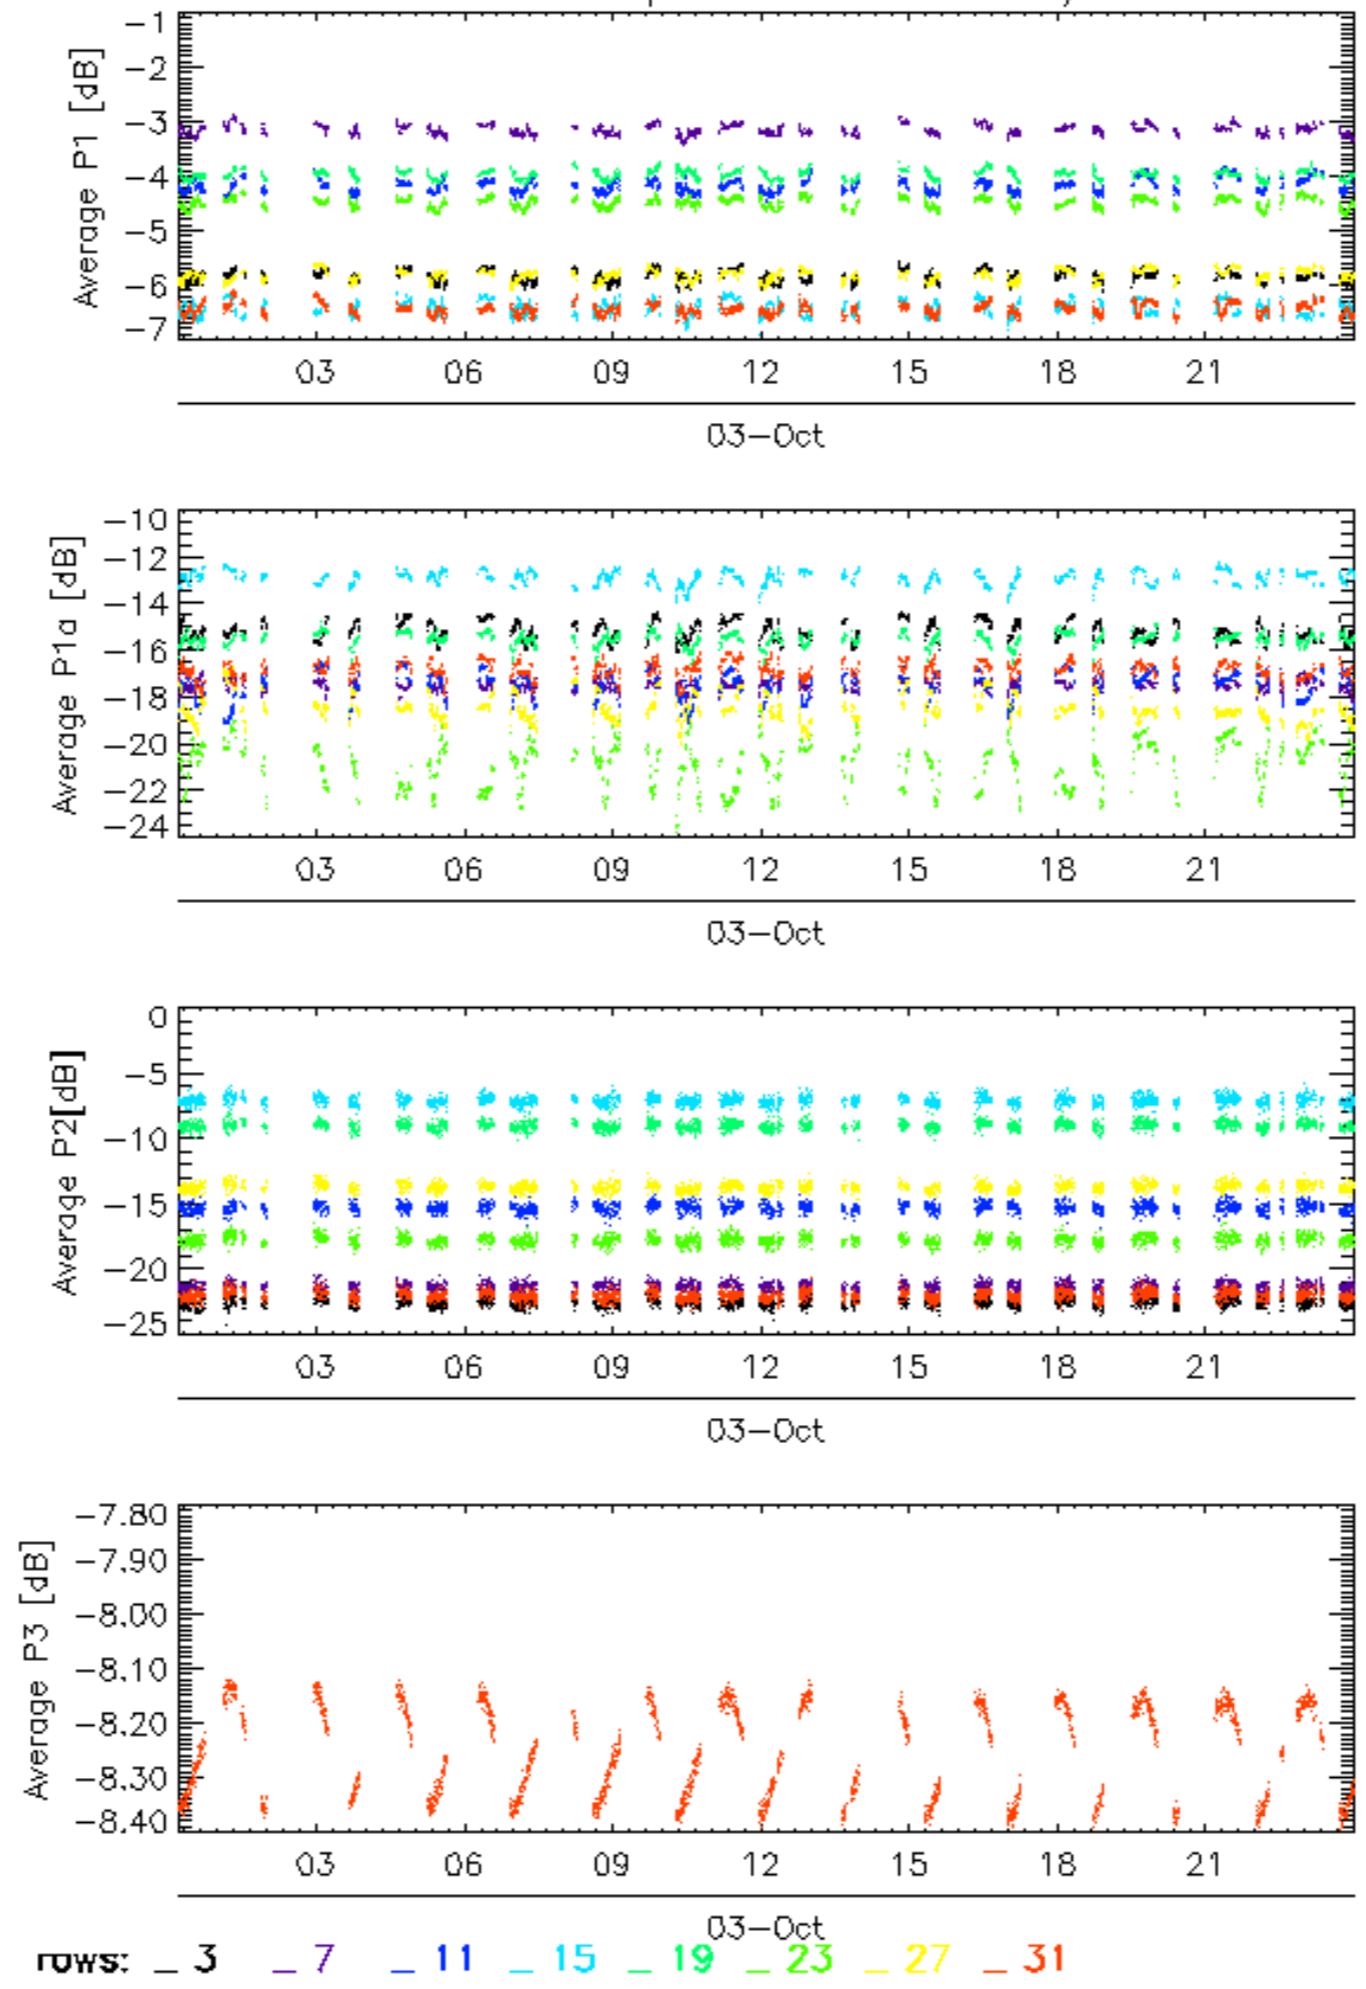 Average P1 [dB]
-1
-2
-3
-4
-5
-6
-7
03 06 09 12 15 18 21
03-Oct
Average P1a [dB]
-10
-12
-14
-16
-18
-20
-22
-24
03 06 09 12 15 18 21
03-Oct
Average P2[dB]
0
-5
-10
-15
-20
-25
03 06 09 12 15 18 21
03-Oct
Average P3 [dB]
-7.80
-7.90
-8.00
-8.10
-8.20
-8.30
-8.40
03 06 09 12 15 18 21
03-Oct
rows: _ 3 _ 7 _ 11 _ 15 _ 19 _ 23 _ 27 _ 31